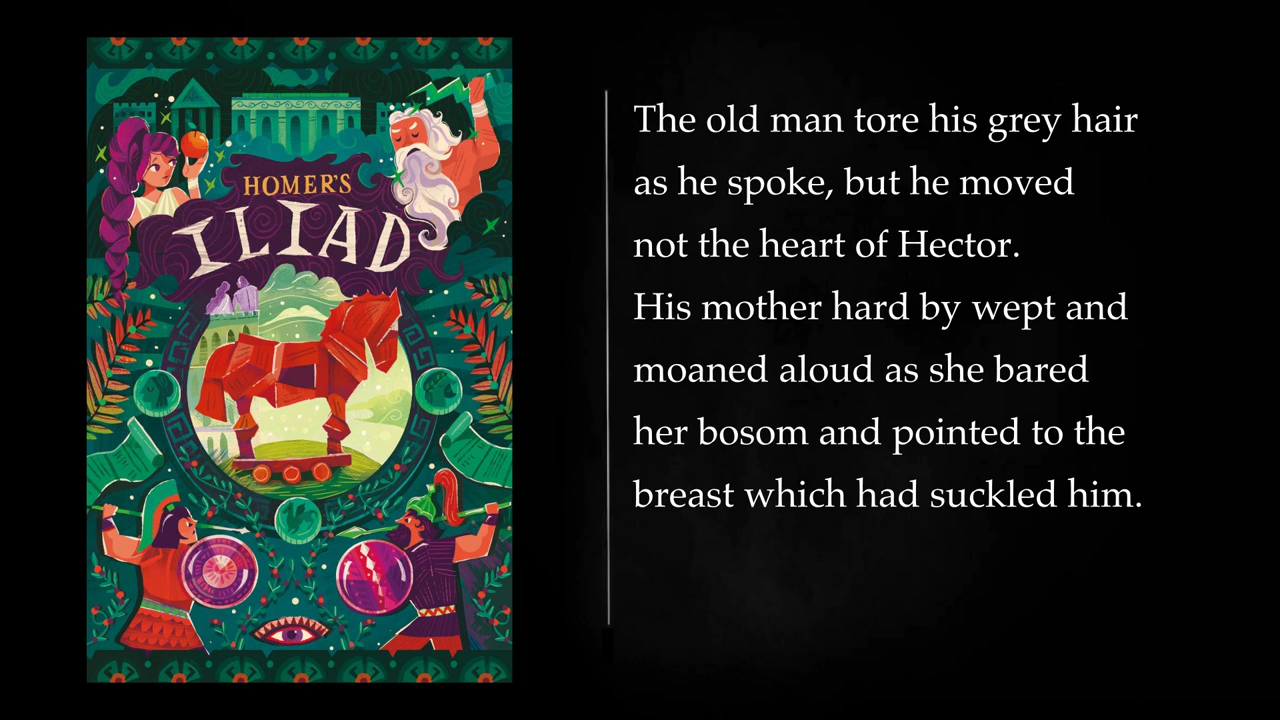 HOMER'S
ILIAD
The old man tore his grey hair
as he spoke, but he moved
not the heart of Hector.
His mother hard by wept and
moaned aloud as she bared
her bosom and pointed to the
breast which had suckled him.